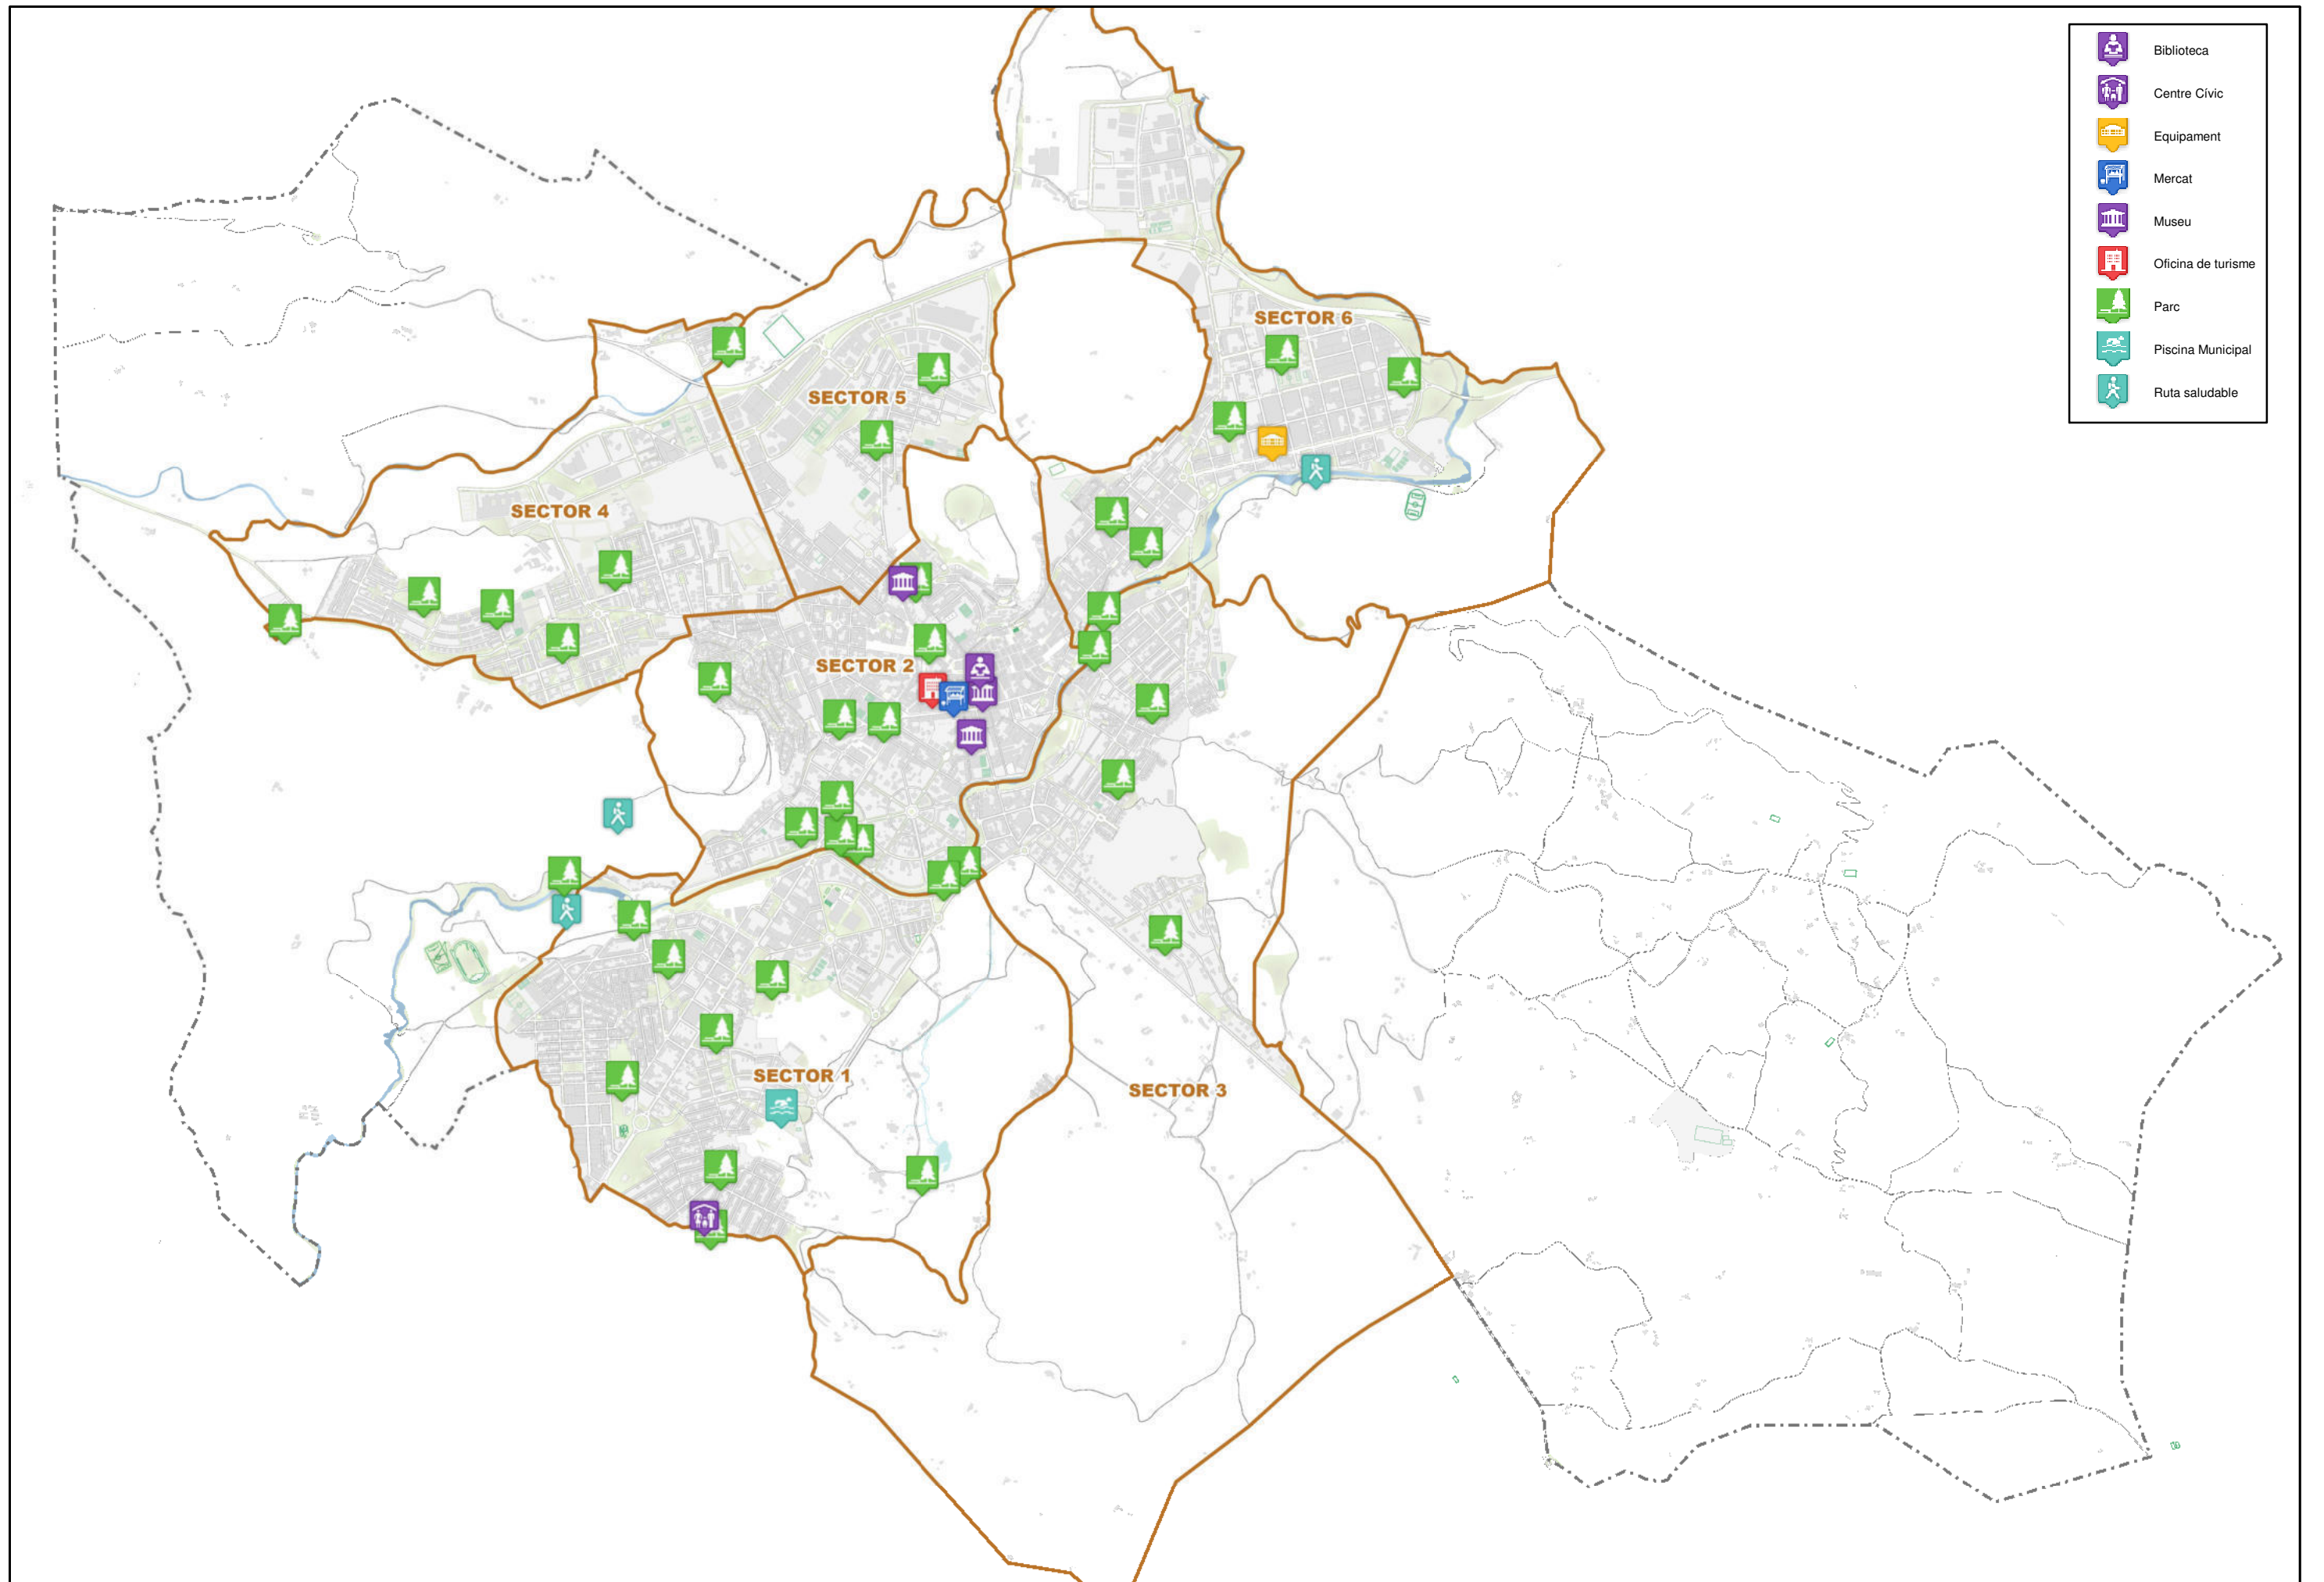 Biblioteca
Centre Cívic
Equipament
Mercat
Museu
Oficina de turisme
Parc
Piscina Municipal
Ruta saludable
SECTOR 6
SECTOR 5
SECTOR 4
SECTOR 2
SECTOR 1
SECTOR 3